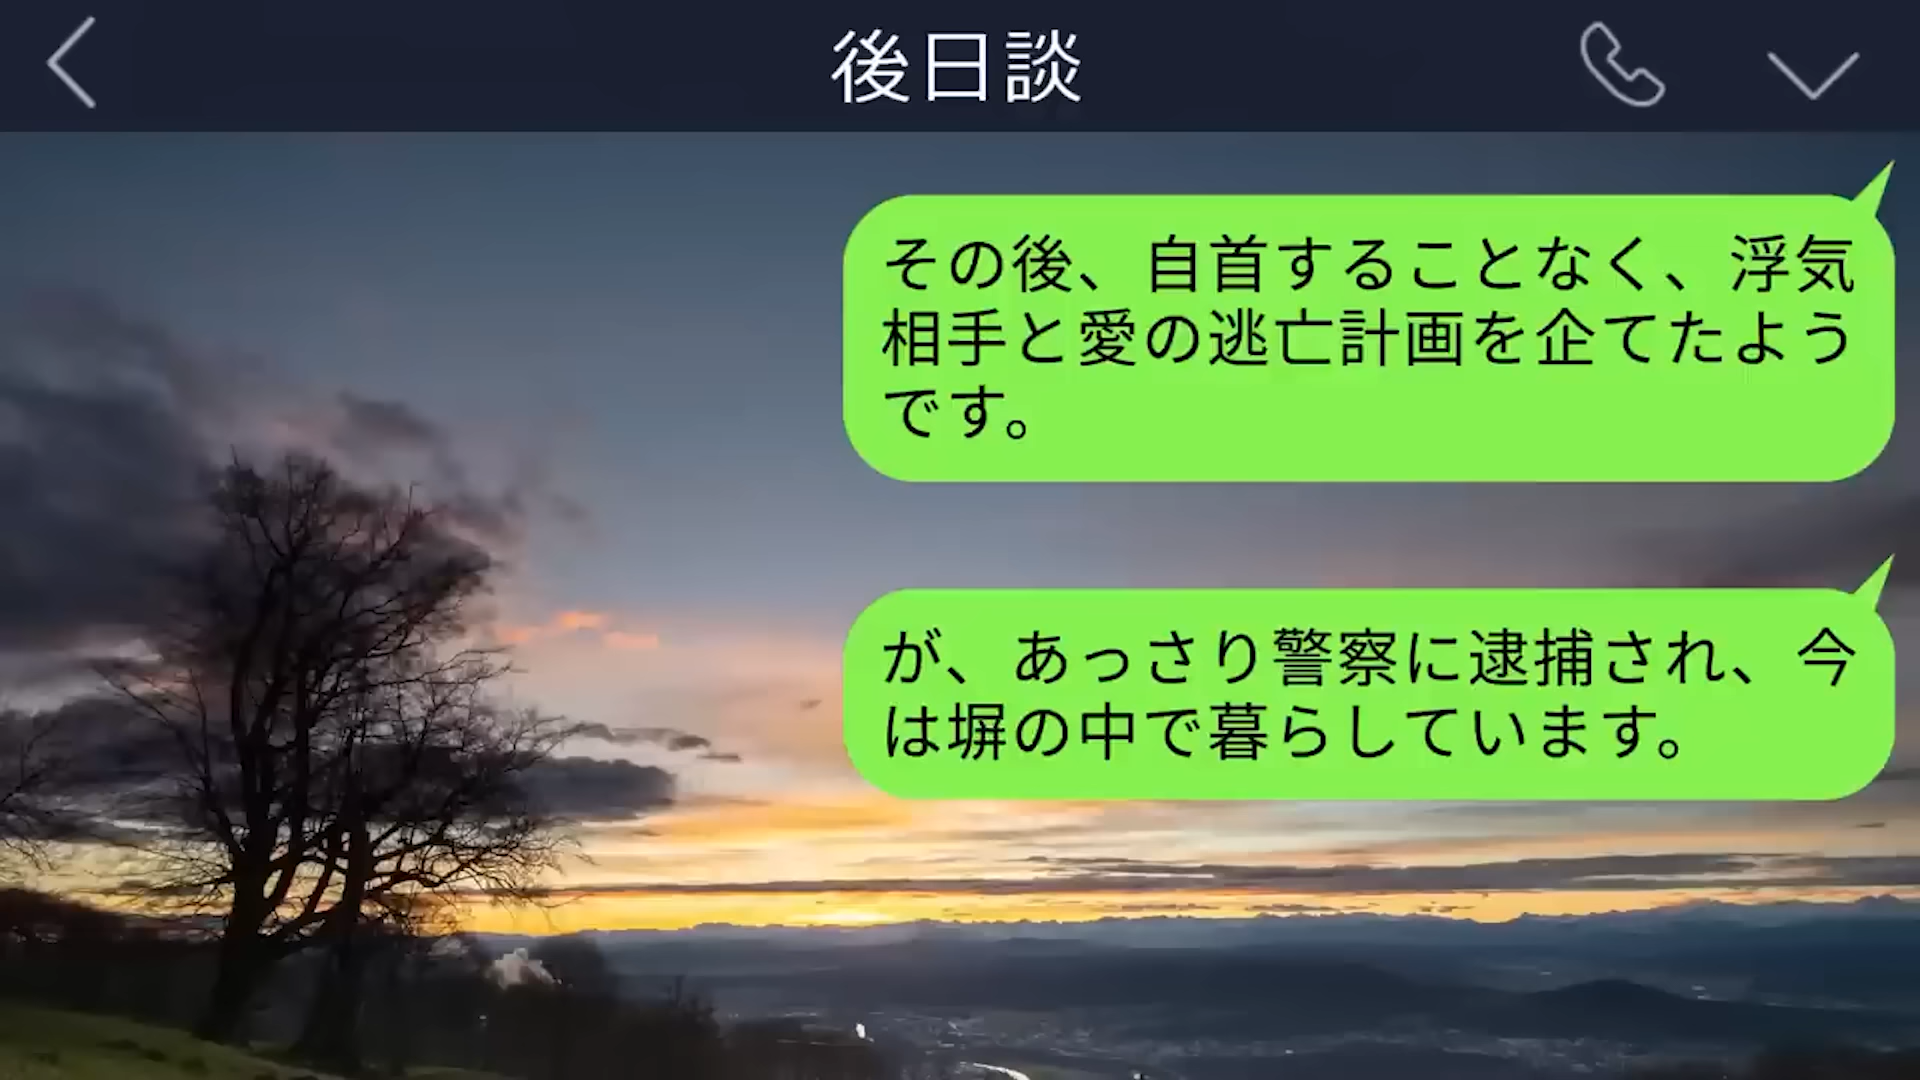 後日談
その後、自首することなく、浮気
相手と愛の逃亡計画を企てたよう
です。
が、あっさり警察に逮捕され、今
は塀の中で暮らしています。